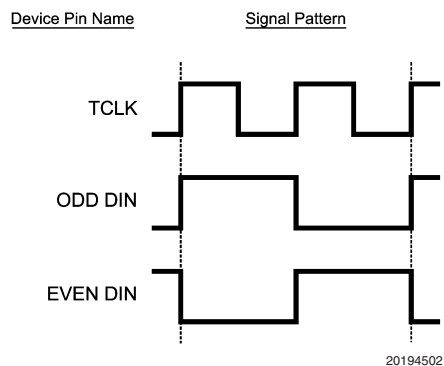 Device Pin Name Signal Pattern
TCLK
ODD DIN
EVEN DIN
20194502